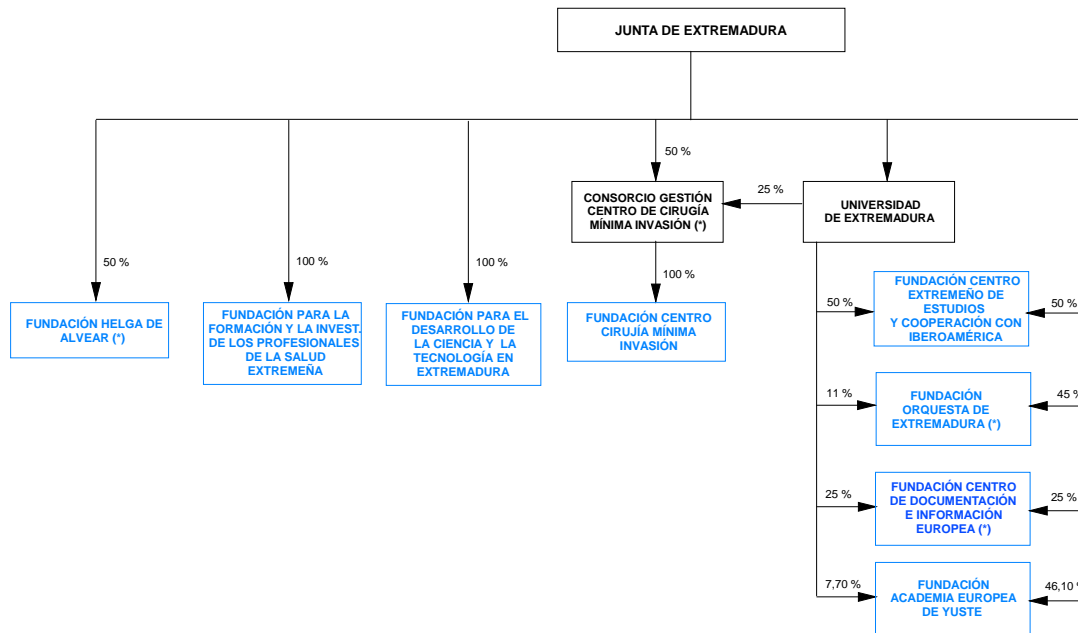 JUNTA DE EXTREMADURA
50 %
CONSORCIO GESTIÓN
CENTRO DE CIRUGÍA
MÍNIMA INVASIÓN (*)
25 %
UNIVERSIDAD
DE EXTREMADURA
50 %
100 %
100 %
100 %
FUNDACIÓN HELGA DE
ALVEAR (*)
FUNDACIÓN PARA LA
FORMACIÓN Y LA INVEST.
DE LOS PROFESIONALES
DE LA SALUD
EXTREMEÑA
FUNDACIÓN PARA EL
DESARROLLO DE
LA CIENCIA Y LA
TECNOLOGÍA EN
EXTREMADURA
FUNDACIÓN CENTRO
CIRUJÍA MÍNIMA
INVASIÓN
50 %
FUNDACIÓN CENTRO
EXTREMEÑO DE
ESTUDIOS
Y COOPERACIÓN CON
IBEROAMÉRICA
50 %
11 %
FUNDACIÓN
ORQUESTA DE
EXTREMADURA (*)
45 %
25 %
FUNDACIÓN CENTRO
DE DOCUMENTACIÓN
E INFORMACIÓN
EUROPEA (*)
25 %
7,70 %
FUNDACIÓN
ACADEMIA EUROPEA
DE YUSTE
46,10 %